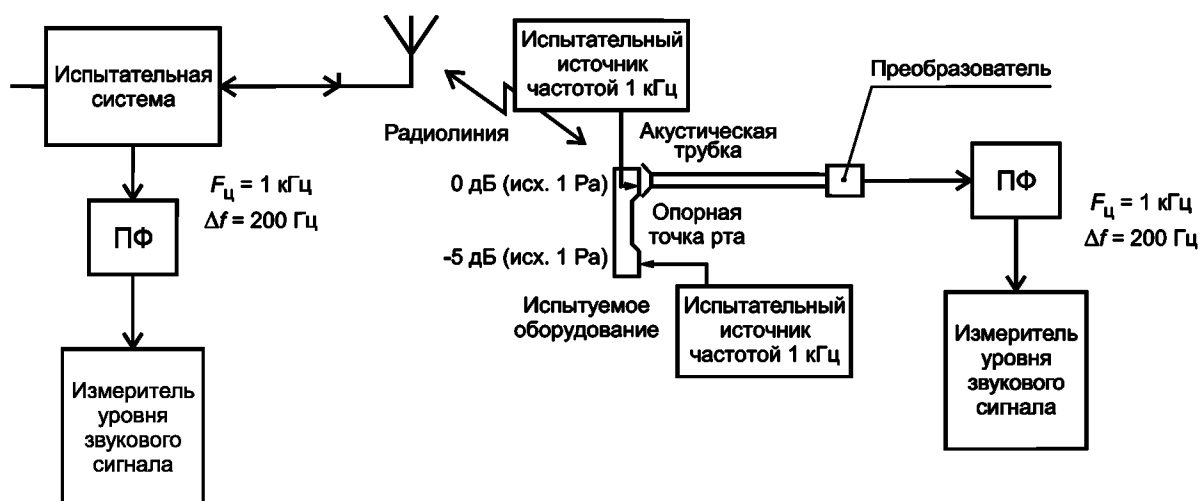 Испытательная
система
Испытательный
источник
частотой 1 кГц
Преобразователь
Радиолиния
Акустическая
трубка
Fц = 1 кГц
Δf = 200 Гц
ПФ
0 дБ (исх. 1 Pa)
Опорная
точка рта
-5 дБ (исх. 1 Pa)
ПФ
Fц = 1 кГц
Δf = 200 Гц
Испытуемое
оборудование
Испытательный
источник
частотой 1 кГц
Измеритель
уровня
звукового
сигнала
Измеритель
уровня
звукового
сигнала